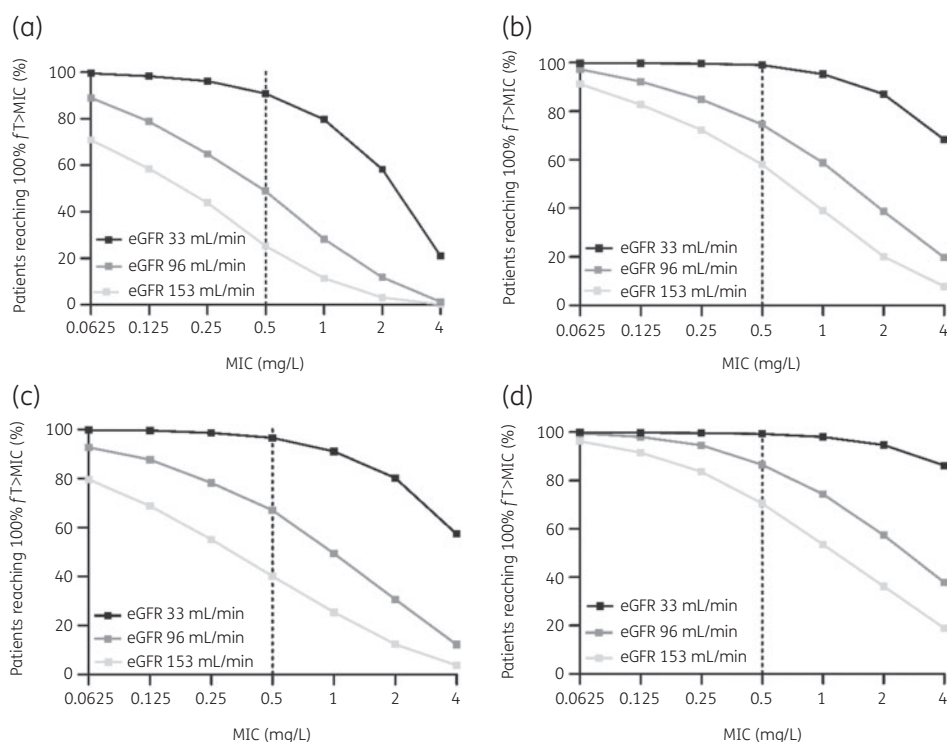 (a)
Patients reaching 100% fT>MIC (%)
100
80
60
40
20
0
eGFR 33 mL/min
eGFR 96 mL/min
eGFR 153 mL/min
0.0625 0.125 0.25 0.5 1 2 4
MIC (mg/L)
(b)
Patients reaching 100% fT>MIC (%)
100
80
60
40
20
0
eGFR 33 mL/min
eGFR 96 mL/min
eGFR 153 mL/min
0.0625 0.125 0.25 0.5 1 2 4
MIC (mg/L)
(c)
Patients reaching 100% fT>MIC (%)
100
80
60
40
20
0
eGFR 33 mL/min
eGFR 96 mL/min
eGFR 153 mL/min
0.0625 0.125 0.25 0.5 1 2 4
MIC (mg/L)
(d)
Patients reaching 100% fT>MIC (%)
100
80
60
40
20
0
eGFR 33 mL/min
eGFR 96 mL/min
eGFR 153 mL/min
0.0625 0.125 0.25 0.5 1 2 4
MIC (mg/L)